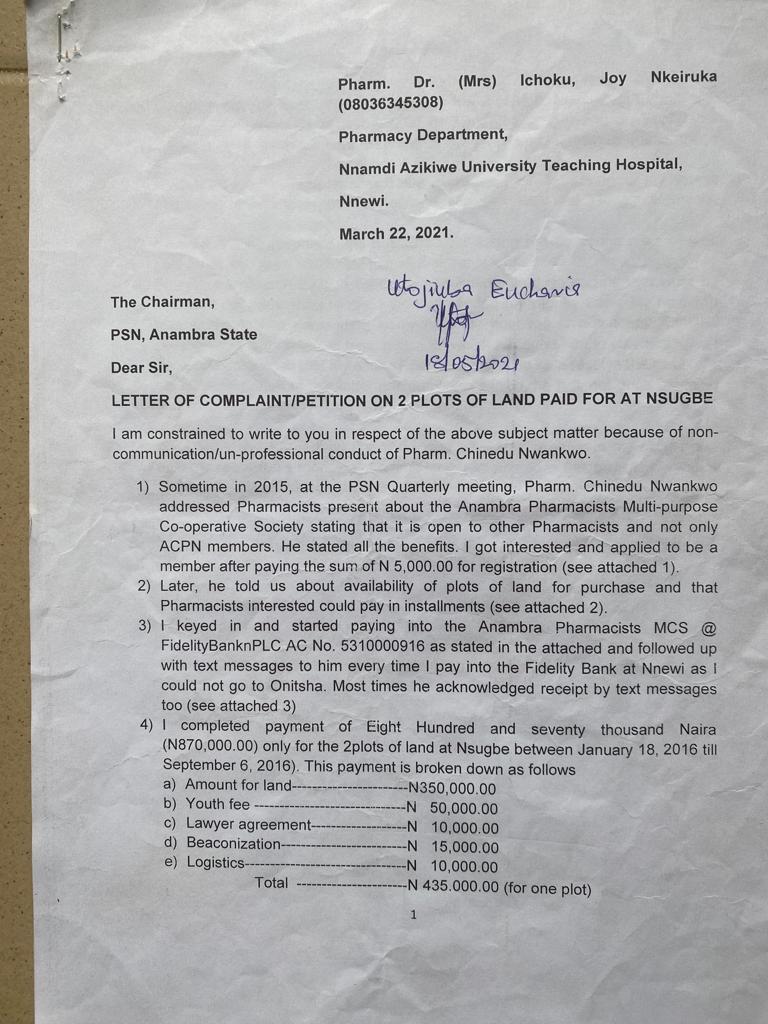 Pharm. Dr. (Mrs) Ichoku, Joy Nkeiruka
(08036345308)
Pharmacy Department,
Nnamdi Azikiwe University Teaching Hospital,
Nnewi.
March 22, 2021.
Eucharia
18/05/2021
The Chairman,
PSN, Anambra State
Dear Sir,
LETTER OF COMPLAINT/PETITION ON 2 PLOTS OF LAND PAID FOR AT NSUGBE
I am constrained to write to you in respect of the above subject matter because of non-
communication/un-professional conduct of Pharm. Chinedu Nwankwo.
1) Sometime in 2015, at the PSN Quarterly meeting, Pharm. Chinedu Nwankwo
addressed Pharmacists present about the Anambra Pharmacists Multi-purpose
Co-operative Society stating that it is open to other Pharmacists and not only
ACPN members. He stated all the benefits. I got interested and applied to be a
member after paying the sum of N 5,000.00 for registration (see attached 1).
2) Later, he told us about availability of plots of land for purchase and that
Pharmacists interested could pay in installments (see attached 2).
3) I keyed in and started paying into the Anambra Pharmacists MCS @
FidelityBanknPLC AC No. 5310000916 as stated in the attached and followed up
with text messages to him every time I pay into the Fidelity Bank at Nnewi as I
could not go to Onitsha. Most times he acknowledged receipt by text messages
too (see attached 3)
4) I completed payment of Eight Hundred and seventy thousand Naira
(N870,000.00) only for the 2plots of land at Nsugbe between January 18, 2016 till
September 6, 2016). This payment is broken down as follows
a) Amount for land----------------------N350,000.00
b) Youth fee -----------------------------N 50,000.00
c) Lawyer agreement------------------N 10,000.00
d) Beaconization------------------------N 15,000.00
e) Logistics-------------------------------N 10,000.00
Total ---------------------N 435.000.00 (for one plot)
1